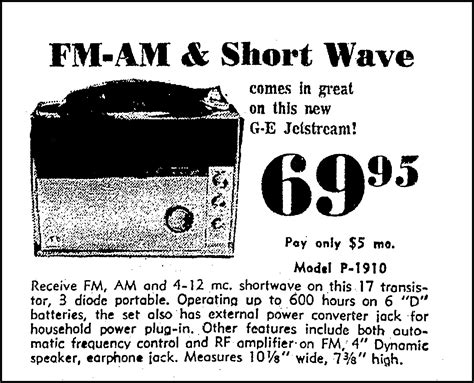 FM-AM & Short Wave
comes in great
on this new
G-E Jetstream!
69.95
Pay only $5 mo.
Model P-1910
Receive FM, AM and 4-12 mc. shortwave on this 17 transis-
tor, 3 diode portable. Operating up to 600 hours on 6 "D"
batteries, the set also has external power converter jack for
household power plug-in. Other features include both auto-
matic frequency control and RF amplifier on FM, 4" Dynamic
speaker, earphone jack. Measures 10⅛" wide, 7⅜" high.